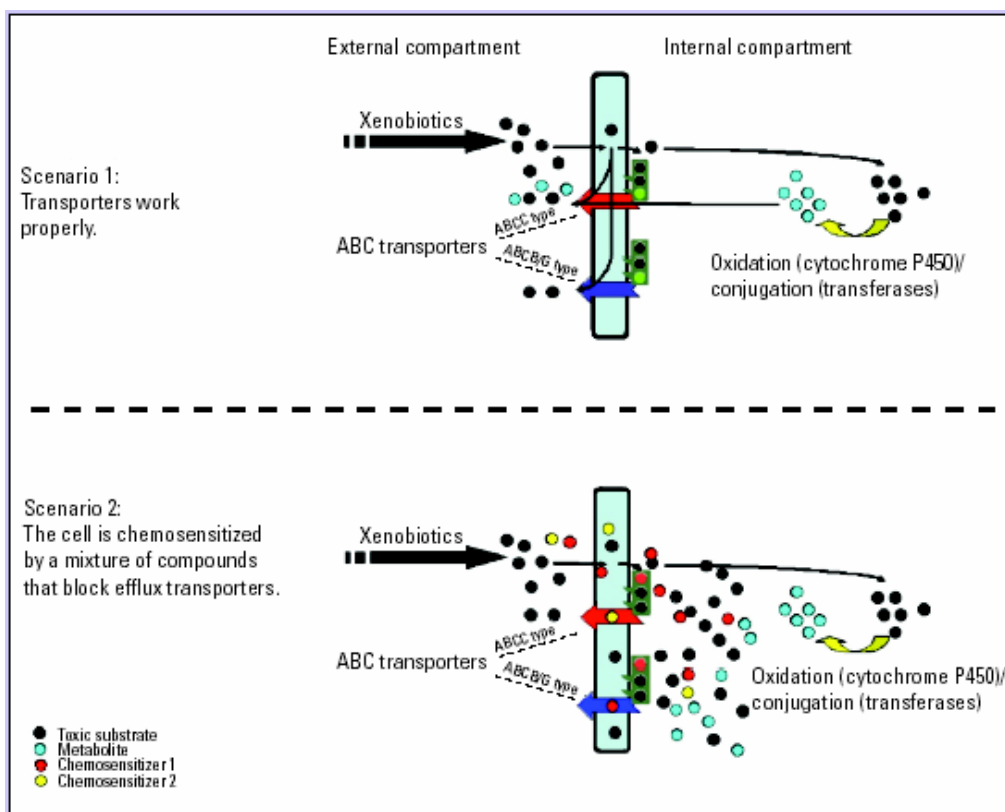 External compartment
Internal compartment
Xenobiotics
Scenario 1:
Transporters work
properly.
ABCC type
ABC transporters
ABCB/G type
Oxidation (cytochrome P450)/
conjugation (transferases)
Scenario 2:
The cell is chemosensitized
by a mixture of compounds
that block efflux transporters.
Xenobiotics
ABCC type
ABC transporters
ABCB/G type
Oxidation (cytochrome P450)/
conjugation (transferases)
Toxic substrate
Metabolite
Chemosensitizer 1
Chemosensitizer 2